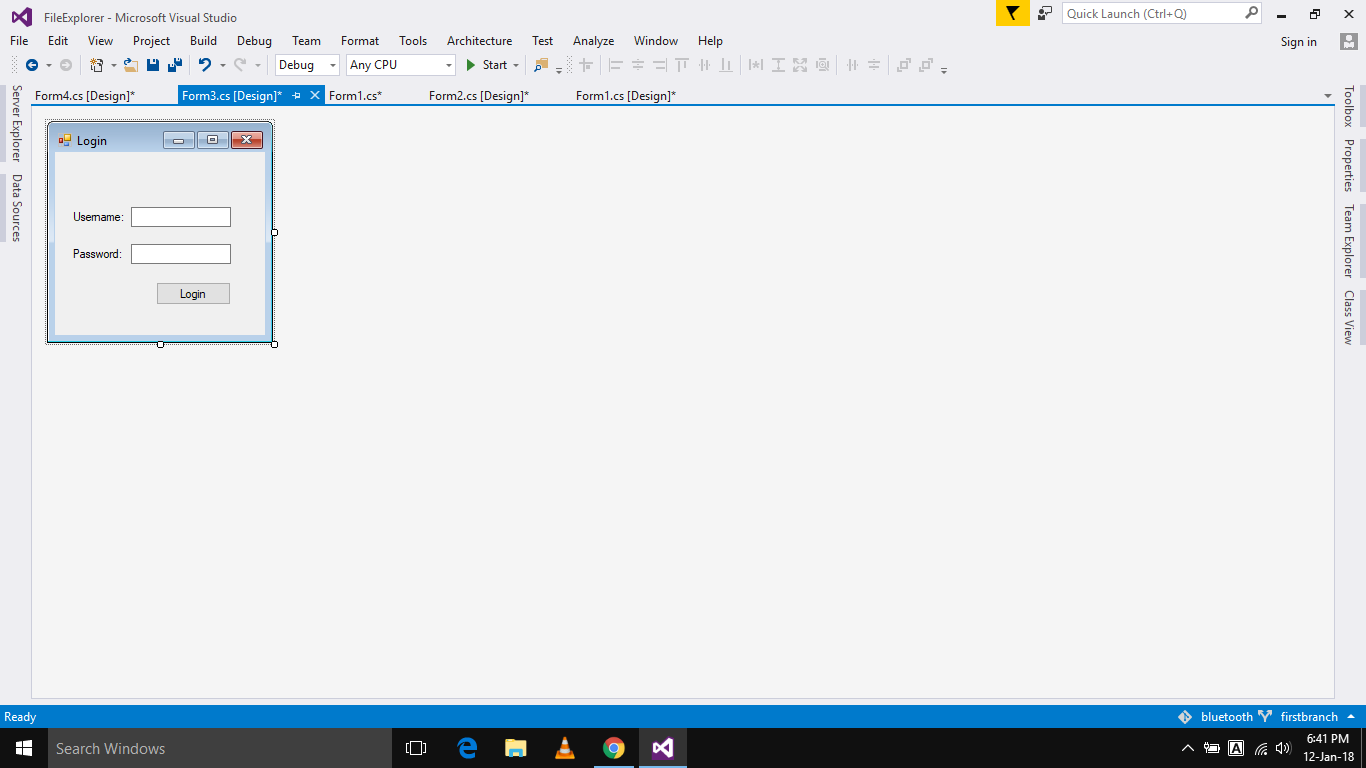 FileExplorer - Microsoft Visual Studio
Quick Launch (Ctrl+Q)
File Edit View Project Build Debug Team Format Tools Architecture Test Analyze Window Help
Sign in
Debug Any CPU Start
Form4.cs [Design]* Form3.cs [Design]* Form1.cs* Form2.cs [Design]* Form1.cs [Design]*
Server Explorer
Data Sources
Login
Username:
Password:
Login
Toolbox
Properties
Team Explorer
Class View
Ready
bluetooth firstbranch
Search Windows
A
6:41 PM
12-Jan-18